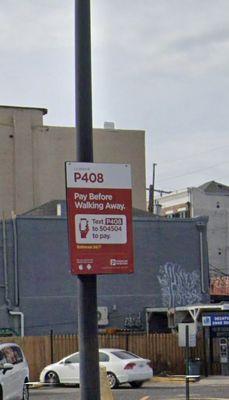 P408
Pay Before
Walking Away.
Text P408
to 504504
to pay.